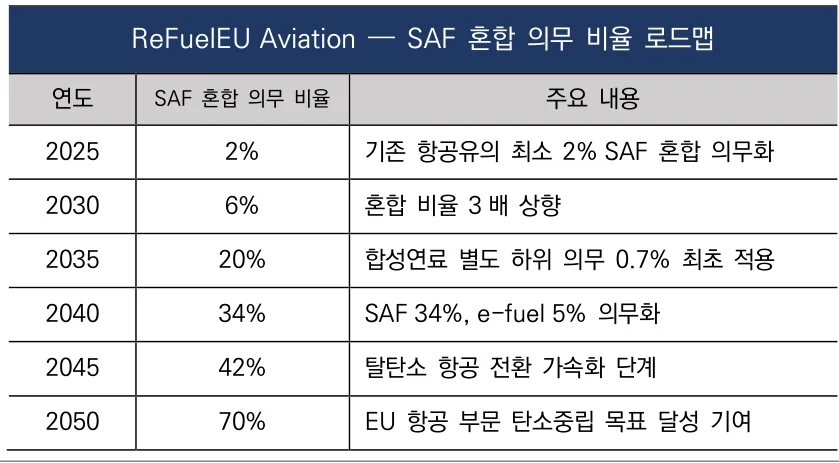 ReFuelEU Aviation — SAF 혼합 의무 비율 로드맵
연도 SAF 혼합 의무 비율 주요 내용
2025 2% 기존 항공유의 최소 2% SAF 혼합 의무화
2030 6% 혼합 비율 3배 상향
2035 20% 합성연료 별도 하위 의무 0.7% 최초 적용
2040 34% SAF 34%, e-fuel 5% 의무화
2045 42% 탈탄소 항공 전환 가속화 단계
2050 70% EU 항공 부문 탄소중립 목표 달성 기여